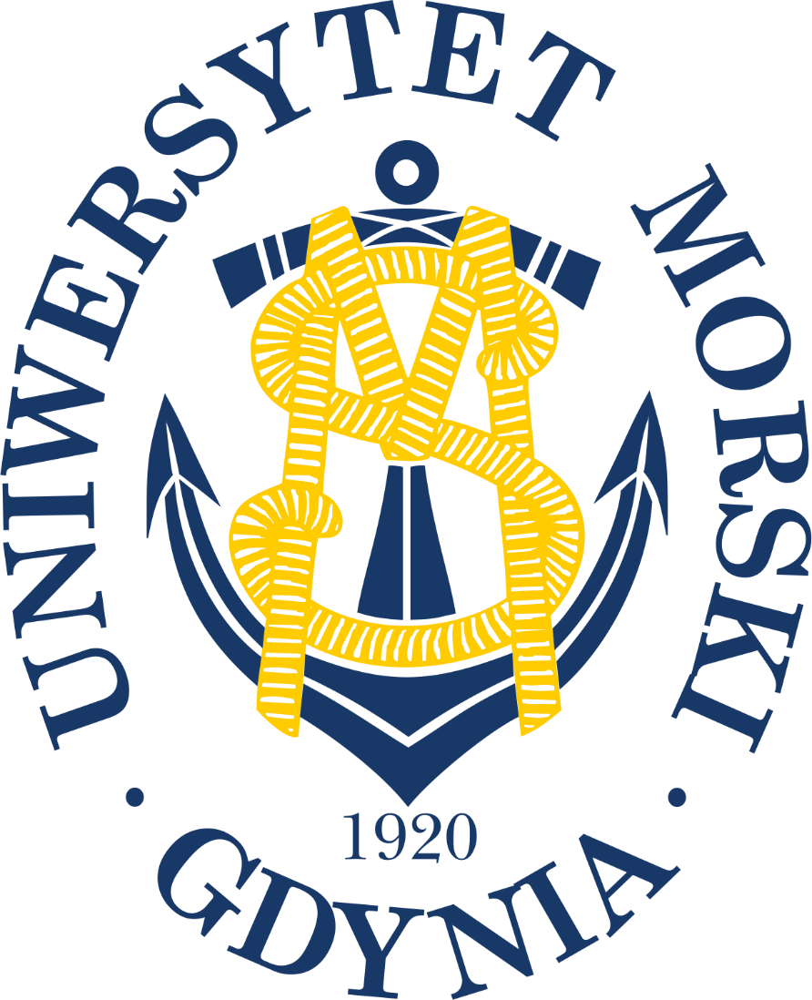 UNIWERSYTET MORSKI
1920
• GDYNIA •